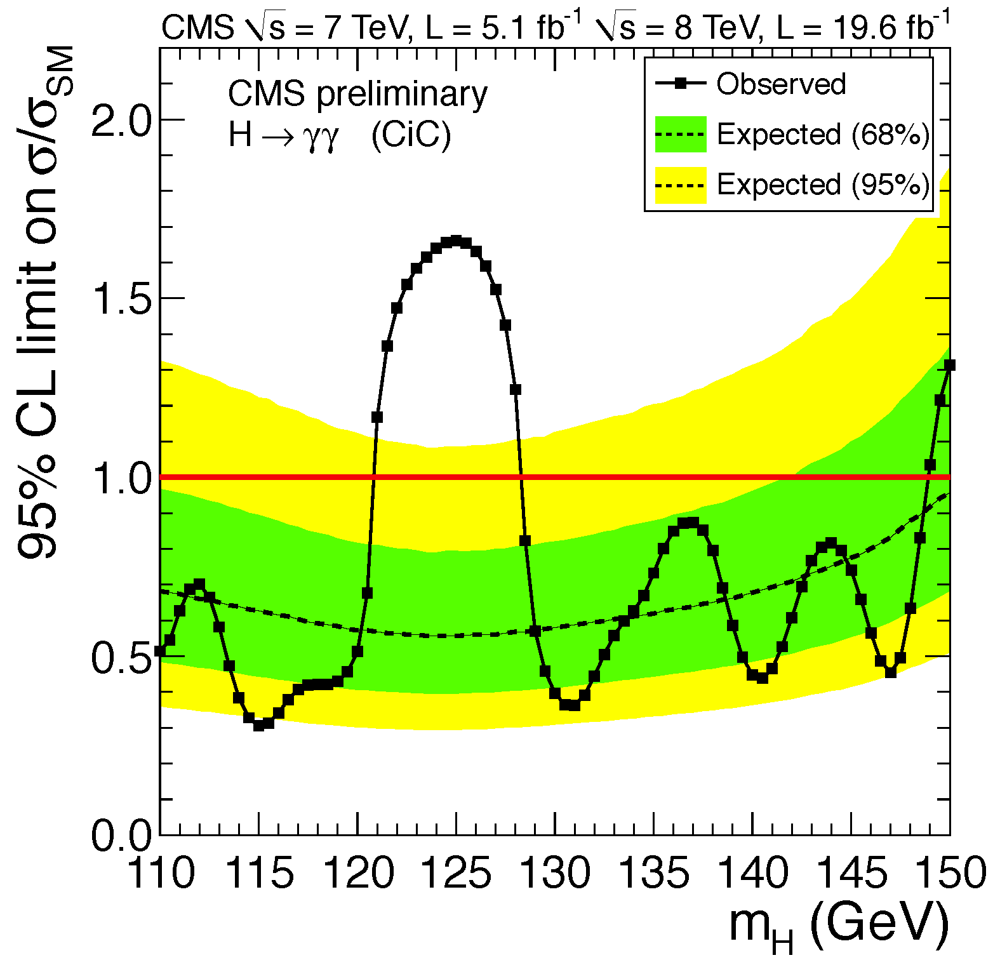 CMS √s = 7 TeV, L = 5.1 fb⁻¹ √s = 8 TeV, L = 19.6 fb⁻¹
CMS preliminary
H → γγ (CiC)
Observed
Expected (68%)
Expected (95%)
95% CL limit on σ/σSM
2.0
1.5
1.0
0.5
0.0
110 115 120 125 130 135 140 145 150
mH (GeV)